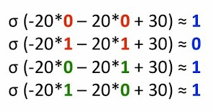 σ (-20*0 – 20*0 + 30) ≈ 1
σ (-20*1 – 20*1 + 30) ≈ 0
σ (-20*0 – 20*1 + 30) ≈ 1
σ (-20*1 – 20*0 + 30) ≈ 1